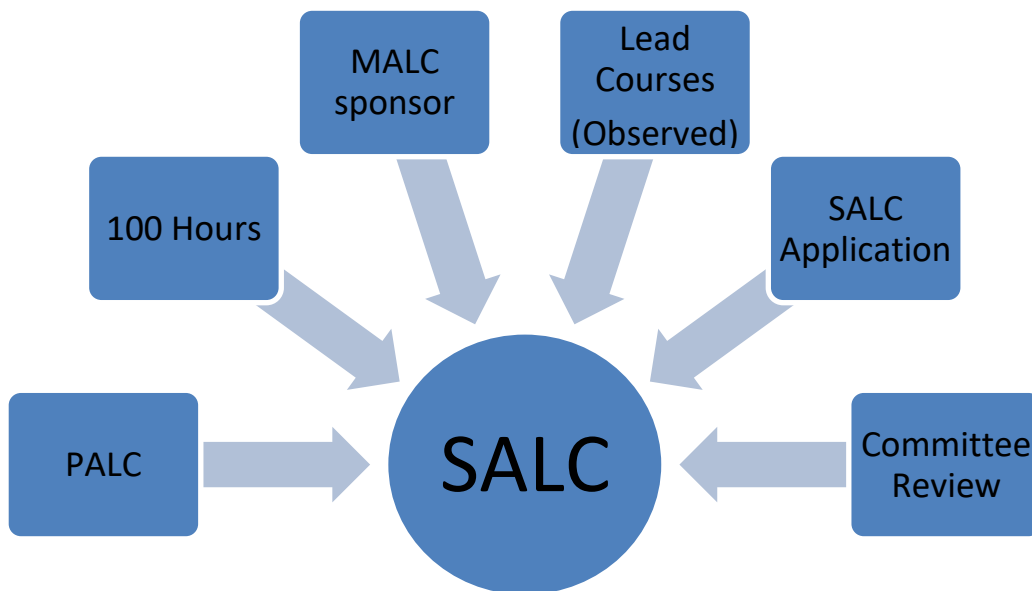 MALC
sponsor
Lead
Courses
(Observed)
100 Hours
SALC
Application
PALC
SALC
Committee
Review